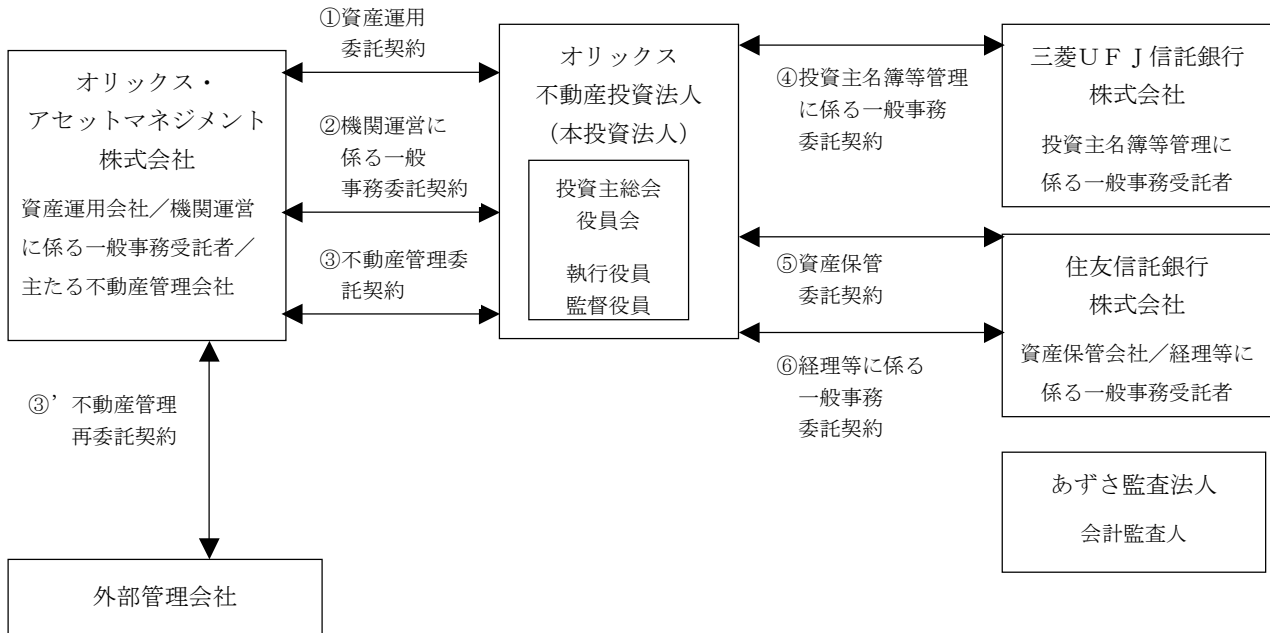 ①資産運用
委託契約
オリックス・
アセットマネジメント
株式会社
資産運用会社／機関運営
に係る一般事務受託者／
主たる不動産管理会社
②機関運営に
係る一般
事務委託契約
③不動産管理委
託契約
オリックス
不動産投資法人
（本投資法人）
投資主総会
役員会
執行役員
監督役員
④投資主名簿等管理
に係る一般事務
委託契約
三菱ＵＦＪ信託銀行
株式会社
投資主名簿等管理に
係る一般事務受託者
⑤資産保管
委託契約
住友信託銀行
株式会社
資産保管会社／経理等に
係る一般事務受託者
⑥経理等に係る
一般事務
委託契約
③’不動産管理
再委託契約
あずさ監査法人
会計監査人
外部管理会社